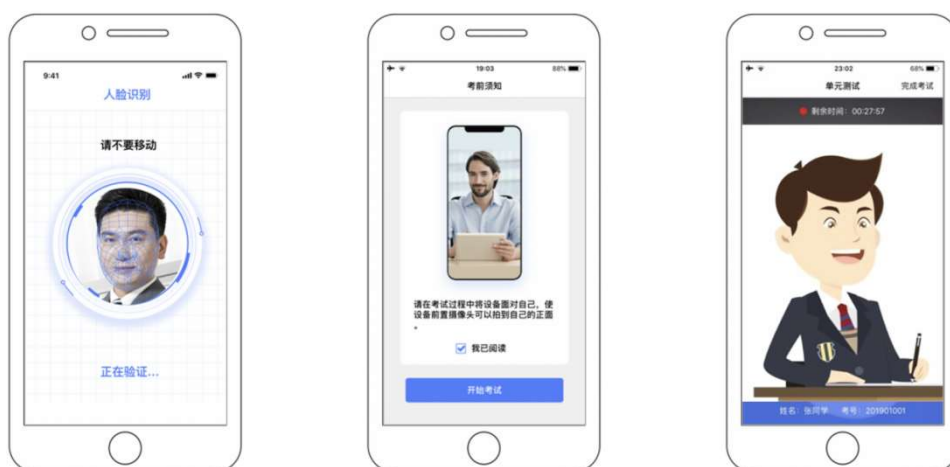 9:41
人脸识别
请不要移动
正在验证...
19:03
88%
考前须知
请在考试过程中将设备面对自己，使
设备前置摄像头可以拍到自己的正面
。
我已阅读
开始考试
23:02
68%
单元测试
完成考试
剩余时间：00:27:57
姓名：张同学 考号：201901001